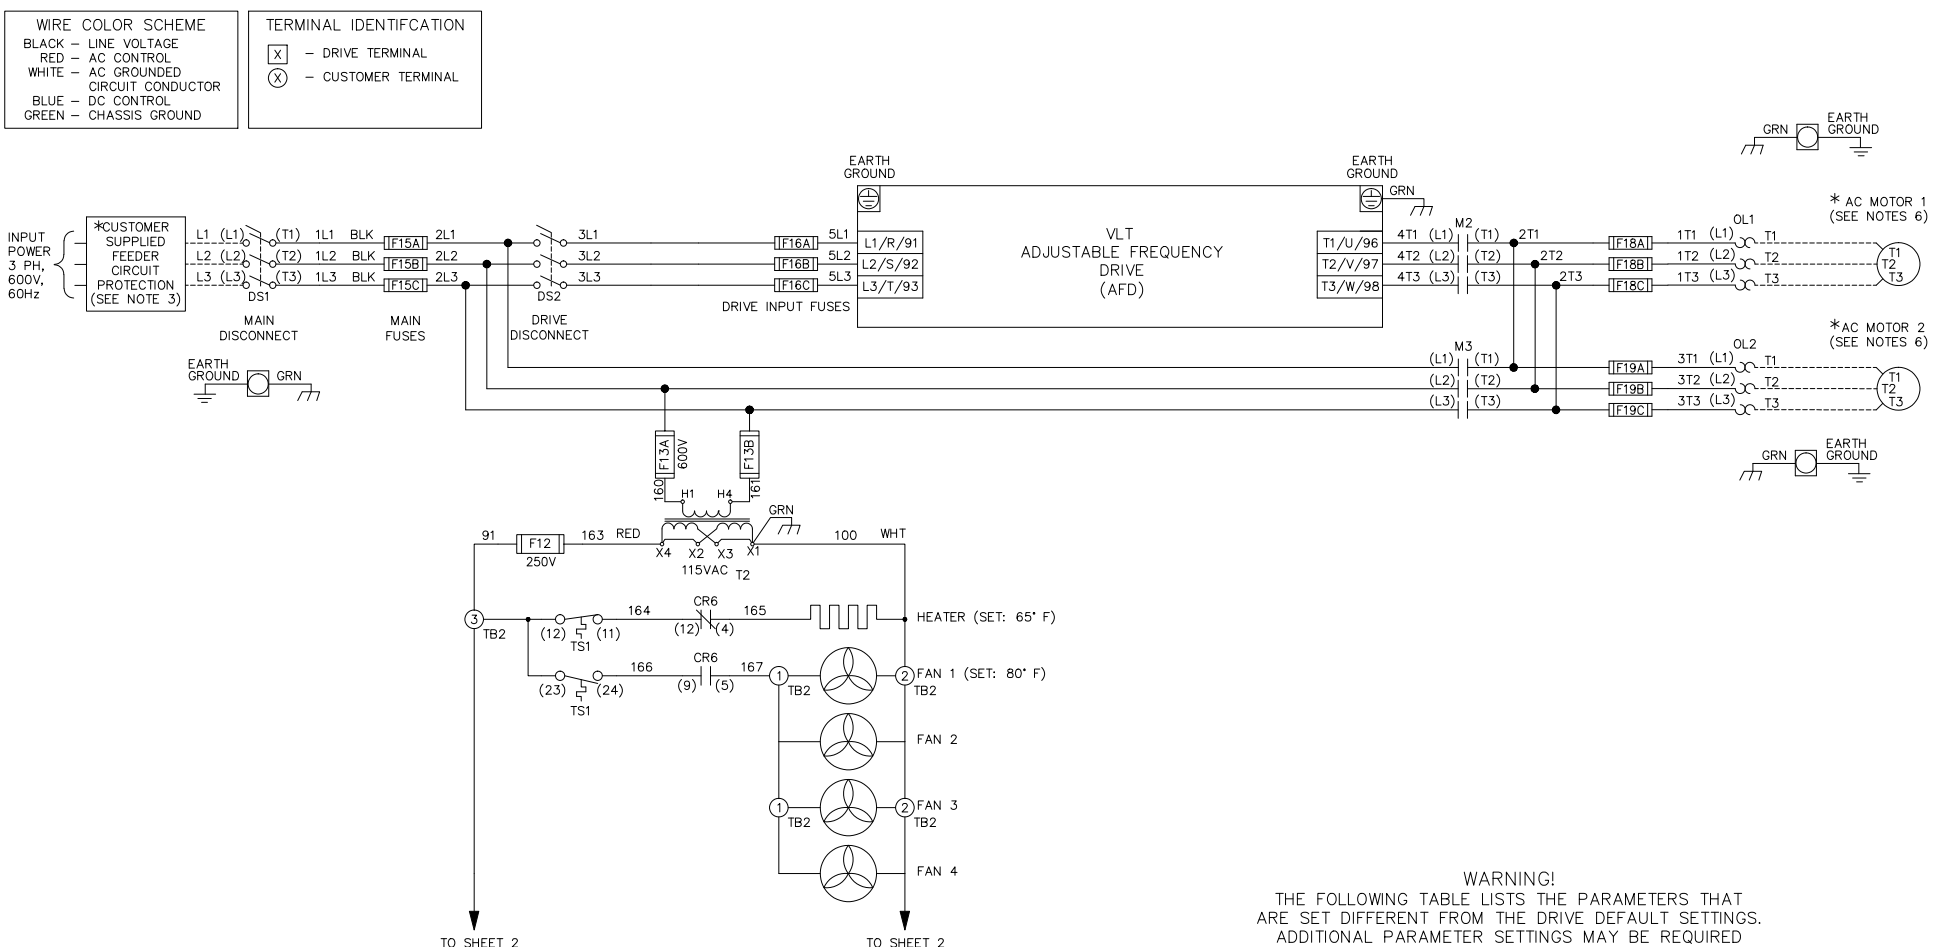 WIRE COLOR SCHEME
BLACK – LINE VOLTAGE
RED – AC CONTROL
WHITE – AC GROUNDED
CIRCUIT CONDUCTOR
BLUE – DC CONTROL
GREEN – CHASSIS GROUND
TERMINAL IDENTIFCATION
X – DRIVE TERMINAL
X – CUSTOMER TERMINAL
GRN EARTH
GROUND
INPUT
POWER
3 PH,
600V,
60Hz
*CUSTOMER
SUPPLIED
FEEDER
CIRCUIT
PROTECTION
(SEE NOTE 3)
L1 (L1) (T1) 1L1 BLK F15A 2L1 3L1 F16A 5L1 L1/R/91
L2 (L2) (T2) 1L2 BLK F15B 2L2 3L2 F16B 5L2 L2/S/92
L3 (L3) (T3) 1L3 BLK F15C 2L3 3L3 F16C 5L3 L3/T/93
DS1
MAIN
DISCONNECT
MAIN
FUSES
DS2
DRIVE
DISCONNECT
DRIVE INPUT FUSES
EARTH
GROUND
VLT
ADJUSTABLE FREQUENCY
DRIVE
(AFD)
EARTH
GROUND
GRN
M2
OL1
* AC MOTOR 1
(SEE NOTES 6)
T1/U/96 4T1 (L1) (T1) 2T1 F18A 1T1 (L1) T1
T2/V/97 4T2 (L2) (T2) 2T2 F18B 1T2 (L2) T2
T3/W/98 4T3 (L3) (T3) 2T3 F18C 1T3 (L3) T3
T1
T2
T3
M3
OL2
*AC MOTOR 2
(SEE NOTES 6)
(L1) (T1) F19A 3T1 (L1) T1
(L2) (T2) F19B 3T2 (L2) T2
(L3) (T3) F19C 3T3 (L3) T3
T1
T2
T3
EARTH
GROUND GRN
GRN EARTH
GROUND
F13A
600V
F13B
160
161
H1 H4
GRN
91 F12 163 RED
250V
X4 X2 X3 X1
115VAC T2
100 WHT
3 TB2
(12) (11)
TS1
164 CR6 165
(12) (4)
HEATER (SET: 65° F)
(23) (24)
TS1
166 CR6 167
(9) (5)
1 TB2
2 TB2
FAN 1 (SET: 80° F)
FAN 2
1 TB2
2 TB2
FAN 3
FAN 4
TO SHEET 2
TO SHEET 2
WARNING!
THE FOLLOWING TABLE LISTS THE PARAMETERS THAT
ARE SET DIFFERENT FROM THE DRIVE DEFAULT SETTINGS.
ADDITIONAL PARAMETER SETTINGS MAY BE REQUIRED